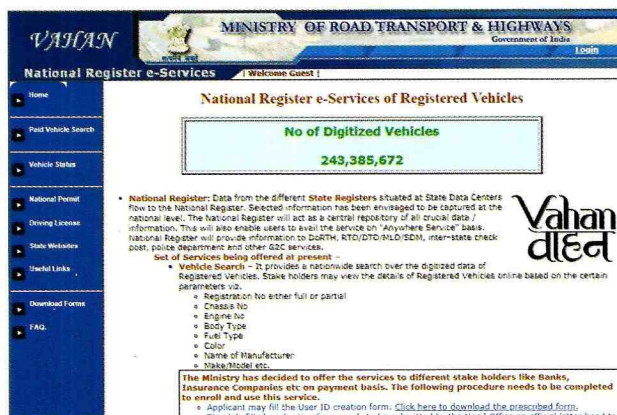 VAHAN
MINISTRY OF ROAD TRANSPORT & HIGHWAYS
Government of India
Login
National Register e-Services
| Welcome Guest !
Home
Paid Vehicle Search
Vehicle Status
National Permit
Driving License
State Websites
Useful Links
Download Forms
FAQ.
National Register e-Services of Registered Vehicles
No of Digitized Vehicles
243,385,672
• National Register: Data from the different State Registers situated at State Data Centers
flow to the National Register. Selected information has been envisaged to be captured at the
national level. The National Register will act as a central repository of all crucial data /
information. This will also enable users to avail the service on "Anywhere Service" basis.
National Register will provide information to DoRTH, RTO/DTO/MLO/SDM, inter-state check
post, police department and other G2C services.
Vahan
वाहन
Set of Services being offered at present –
• Vehicle Search – It provides a nationwide search over the digitized data of
Registered Vehicles. Stake holders may view the details of Registered Vehicles online based on the certain
parameters viz.
Registration No either full or partial
Chassis No
Engine No
Body Type
Fuel Type
Color
Name of Manufacturer
Make/Model etc.
The Ministry has decided to offer the services to different stake holders like Banks,
Insurance Companies etc on payment basis. The following procedure needs to be completed
to enroll and use this service.
Applicant may fill the User ID creation form. Click here to download the prescribed form.